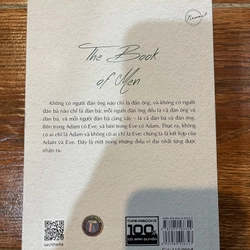 The Book
of Men
Không có người đàn ông nào chỉ là đàn ông, và không có người
đàn bà nào chỉ là đàn bà; mỗi người đàn ông đều là cả đàn ông và
đàn bà, và mỗi người đàn bà cũng vậy – là cả đàn bà và đàn ông.
Bên trong Adam có Eve, và bên trong Eve có Adam. Thực ra, không
ai chỉ là Adam và không ai chỉ là Eve; chúng ta là kết hợp của
Adam và Eve. Đây là một trong những điều vĩ đại nhất từng được
nhận ra.
THAIHABOOKS
100%
CÓ BẢN QUYỀN